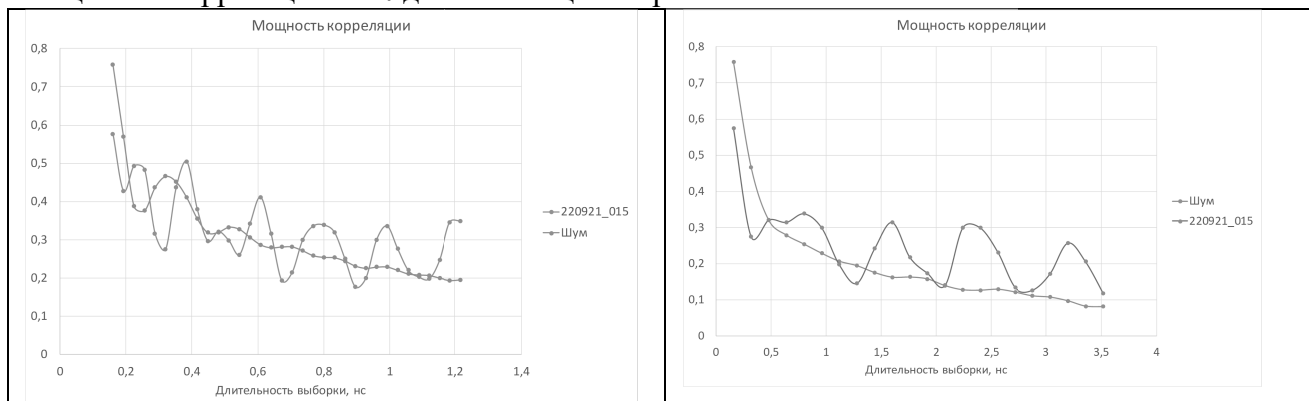 Мощность корреляции
0,8
0,7
0,6
0,5
0,4
0,3
0,2
0,1
0
0 0,2 0,4 0,6 0,8 1 1,2 1,4
Длительность выборки, нс
220921_015
Шум
Мощность корреляции
0,8
0,7
0,6
0,5
0,4
0,3
0,2
0,1
0
0 0,5 1 1,5 2 2,5 3 3,5 4
Длительность выборки, нс
Шум
220921_015